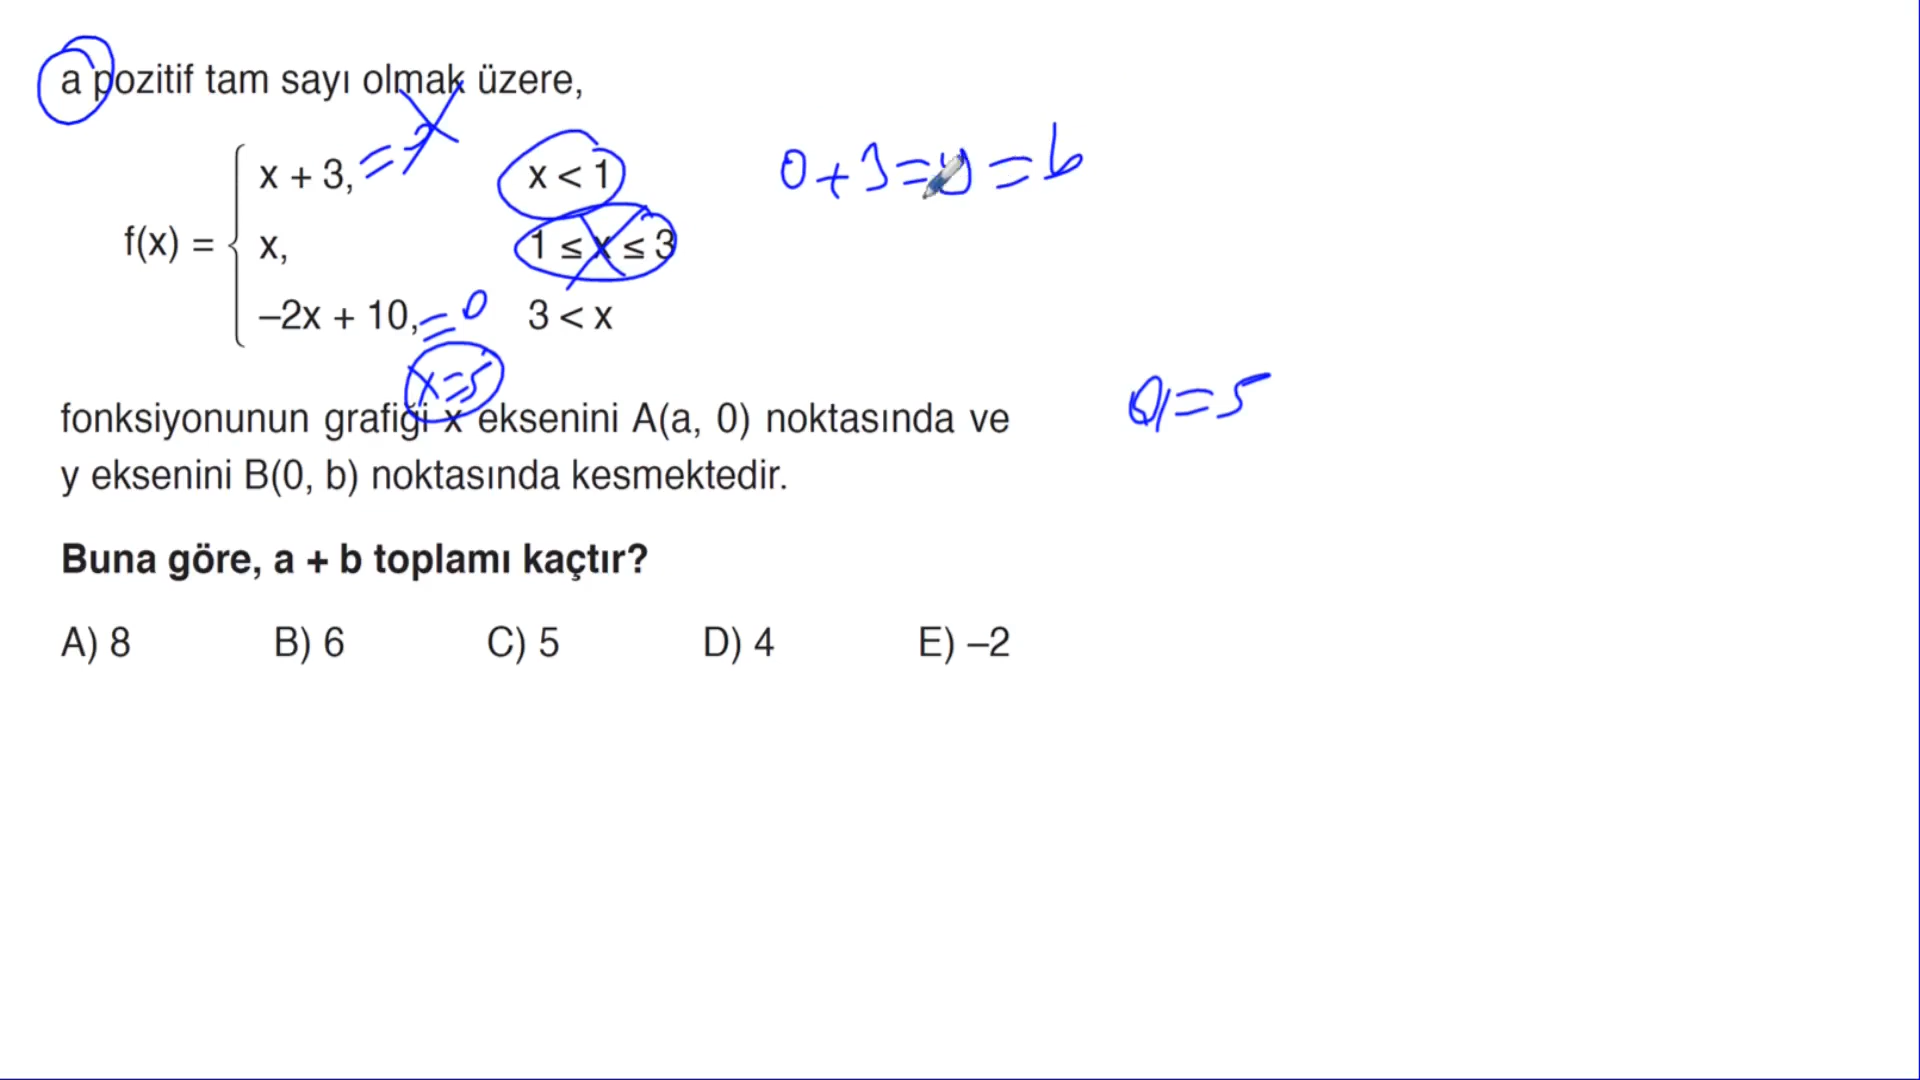 a pozitif tam sayı olmak üzere,
x + 3, = x < 1 0+3=y=b
f(x) = x, 1 ≤ x ≤ 3
–2x + 10, =0 3 < x
x=5
a=5
fonksiyonunun grafiği x eksenini A(a, 0) noktasında ve
y eksenini B(0, b) noktasında kesmektedir.
Buna göre, a + b toplamı kaçtır?
A) 8 B) 6 C) 5 D) 4 E) –2